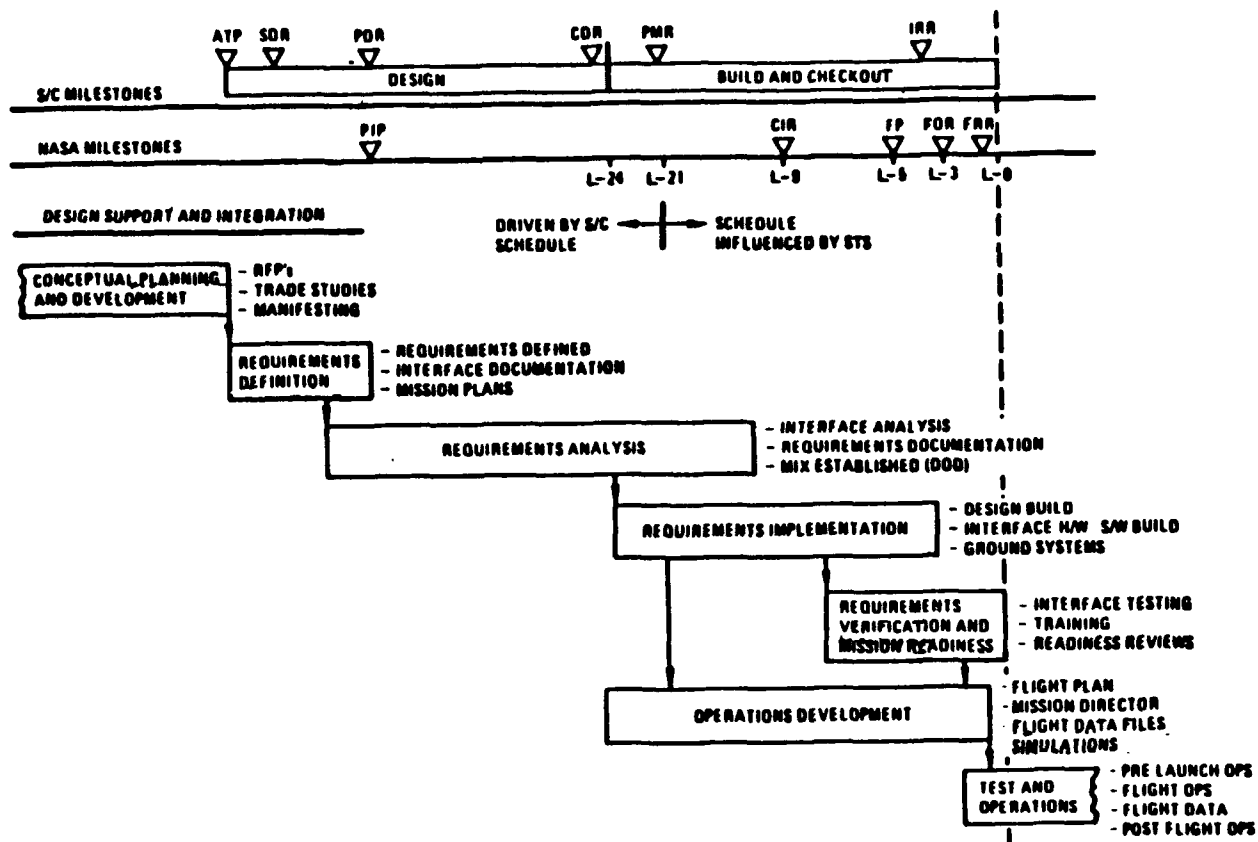 ATP SDR PDR CDR PMR IRR
DESIGN BUILD AND CHECKOUT
S/C MILESTONES
PIP CIR FP FOR FRR
NASA MILESTONES
L-24 L-21 L-9 L-6 L-3 L-0
DESIGN SUPPORT AND INTEGRATION
DRIVEN BY S/C
SCHEDULE
SCHEDULE
INFLUENCED BY STS
CONCEPTUAL PLANNING
AND DEVELOPMENT
- RFP's
- TRADE STUDIES
- MANIFESTING
REQUIREMENTS
DEFINITION
- REQUIREMENTS DEFINED
- INTERFACE DOCUMENTATION
- MISSION PLANS
REQUIREMENTS ANALYSIS
- INTERFACE ANALYSIS
- REQUIREMENTS DOCUMENTATION
- MIX ESTABLISHED (DOD)
REQUIREMENTS IMPLEMENTATION
- DESIGN BUILD
- INTERFACE H/W S/W BUILD
- GROUND SYSTEMS
REQUIREMENTS
VERIFICATION AND
MISSION READINESS
- INTERFACE TESTING
- TRAINING
- READINESS REVIEWS
OPERATIONS DEVELOPMENT
- FLIGHT PLAN
- MISSION DIRECTOR
FLIGHT DATA FILES
SIMULATIONS
TEST AND
OPERATIONS
- PRE LAUNCH OPS
- FLIGHT OPS
- FLIGHT DATA
- POST FLIGHT OPS